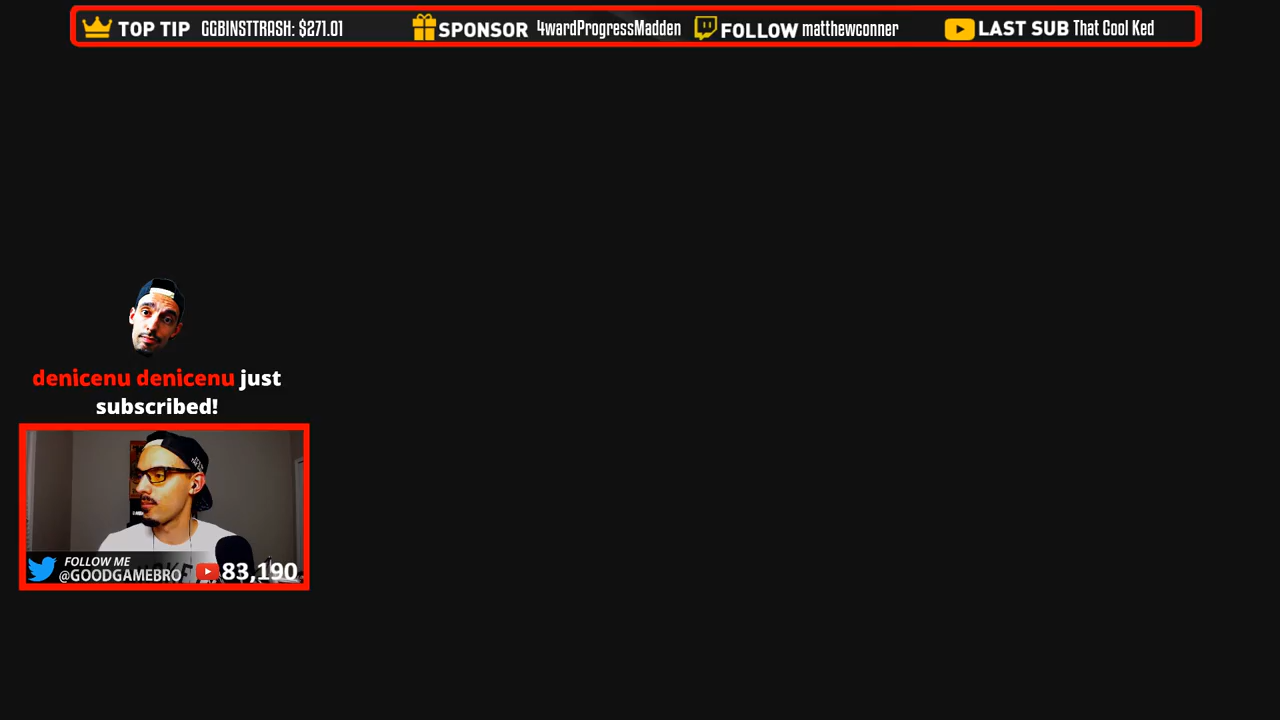 TOP TIP GGBINSTTRASH: $271.01 SPONSOR 4wardProgressMadden FOLLOW matthewconner LAST SUB That Cool Ked
denicenu denicenu just
subscribed!
FOLLOW ME
@GOODGAMEBRO 83,190